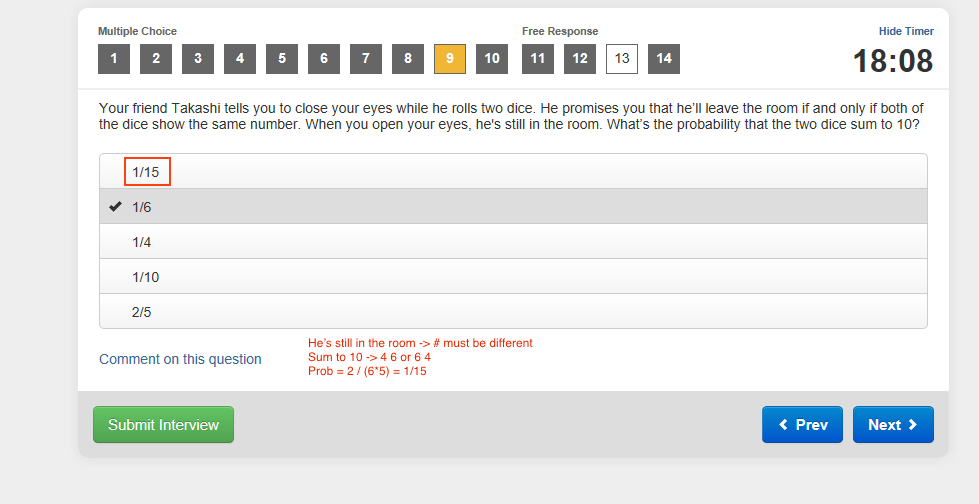 Multiple Choice
Free Response
Hide Timer
1 2 3 4 5 6 7 8 9 10 11 12 13 14
18:08
Your friend Takashi tells you to close your eyes while he rolls two dice. He promises you that he'll leave the room if and only if both of
the dice show the same number. When you open your eyes, he's still in the room. What's the probability that the two dice sum to 10?
1/15
1/6
1/4
1/10
2/5
Comment on this question
He's still in the room -> # must be different
Sum to 10 -> 4 6 or 6 4
Prob = 2 / (6*5) = 1/15
Submit Interview
Prev
Next